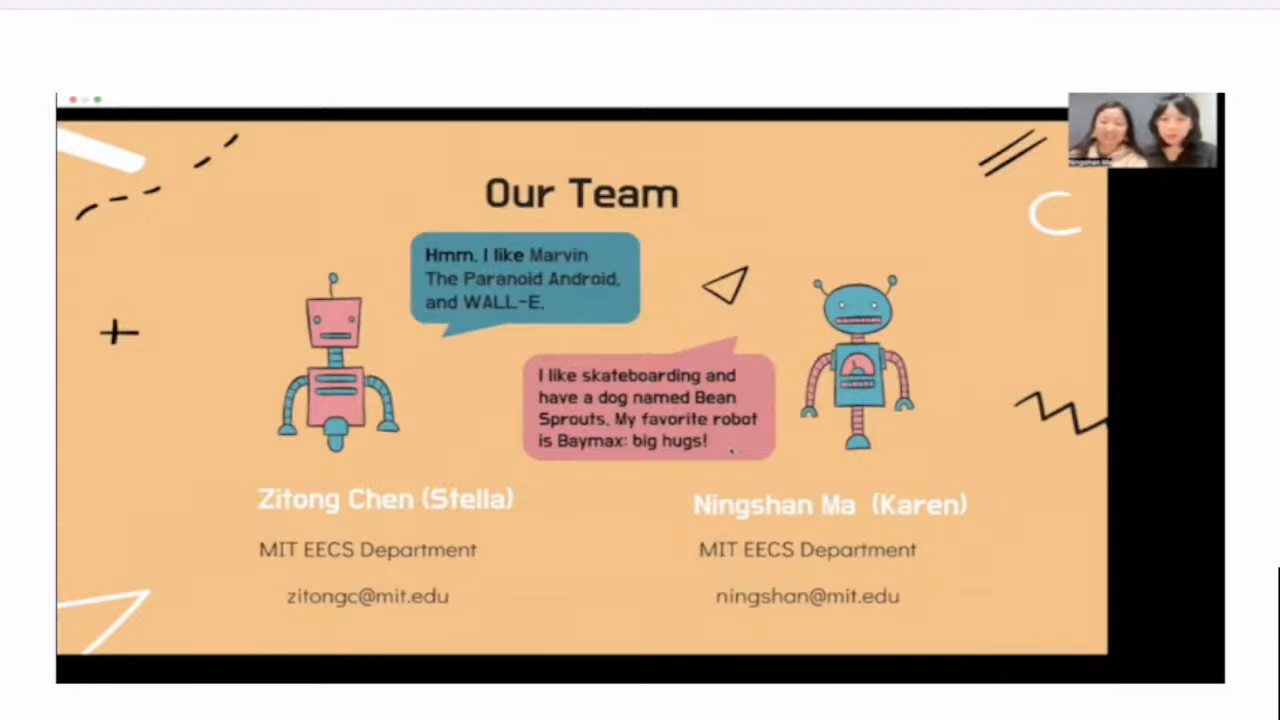 Our Team
Hmm, I like Marvin
The Paranoid Android,
and WALL-E.
I like skateboarding and
have a dog named Bean
Sprouts. My favorite robot
is Baymax: big hugs!
Zitong Chen (Stella)
MIT EECS Department
zitongc@mit.edu
Ningshan Ma (Karen)
MIT EECS Department
ningshan@mit.edu
Ningshan Ma